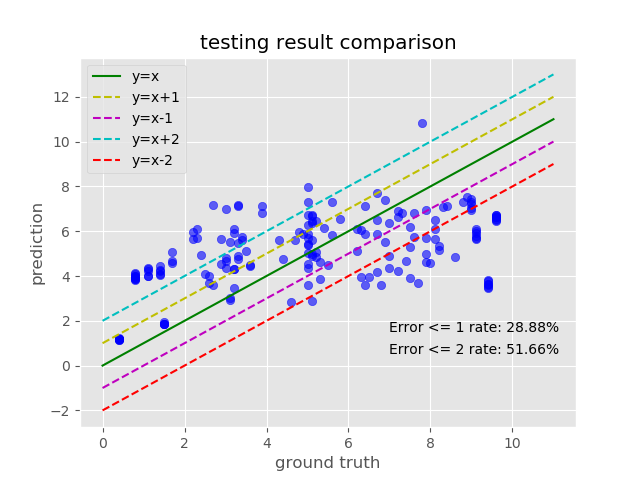 testing result comparison
y=x
y=x+1
y=x-1
y=x+2
y=x-2
12
10
8
6
4
2
0
−2
prediction
Error <= 1 rate: 28.88%
Error <= 2 rate: 51.66%
0 2 4 6 8 10
ground truth